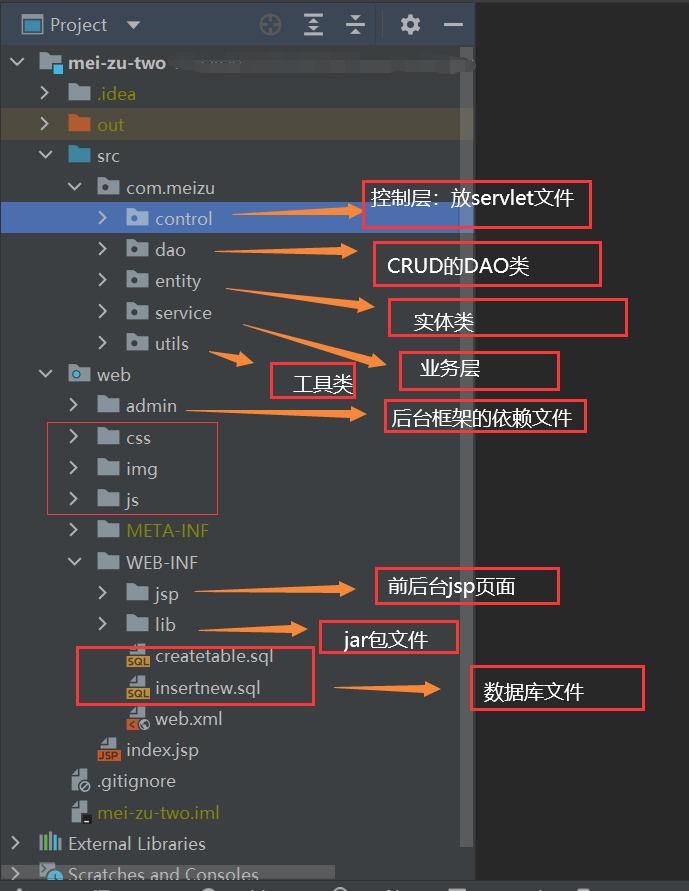 Project
mei-zu-two
.idea
out
src
com.meizu
控制层：放servlet文件
control
dao
CRUD的DAO类
entity
实体类
service
业务层
utils
工具类
web
admin
后台框架的依赖文件
css
img
js
META-INF
WEB-INF
jsp
前后台jsp页面
lib
jar包文件
SQL createtable.sql
SQL insertnew.sql
数据库文件
web.xml
JSP index.jsp
.gitignore
mei-zu-two.iml
External Libraries
Scratches and Consoles